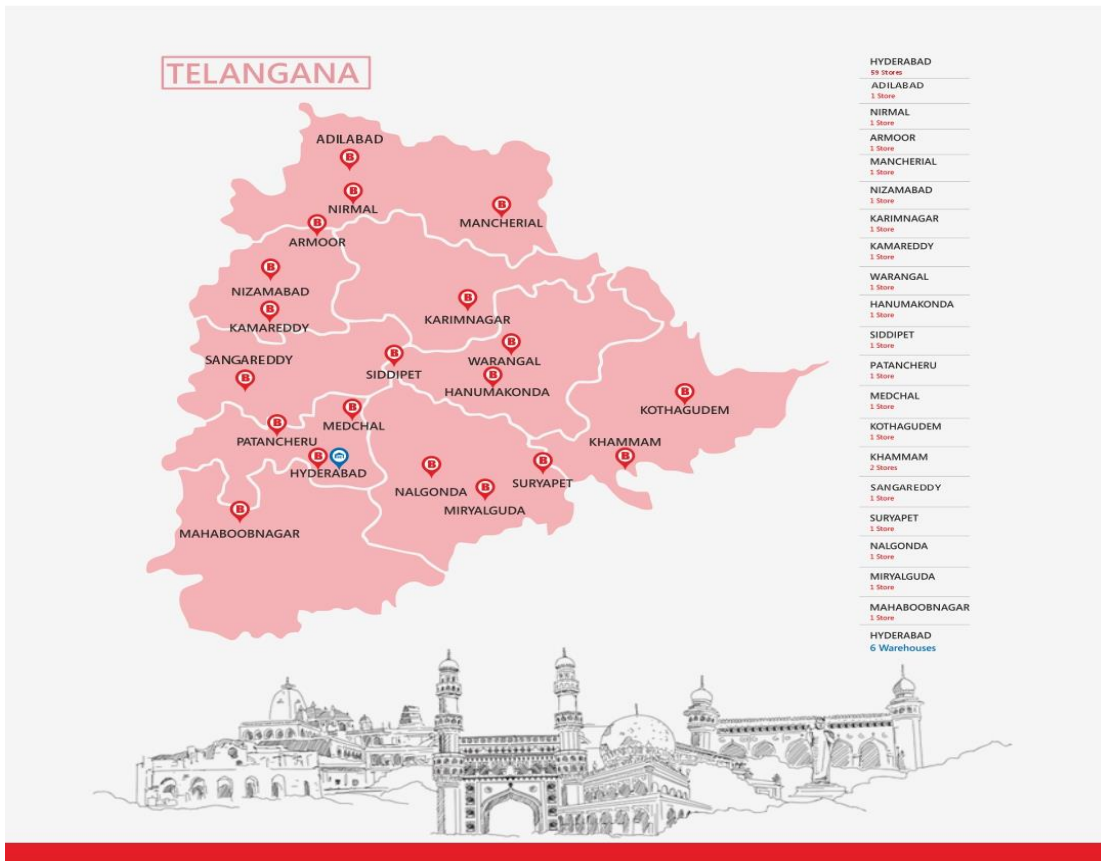 TELANGANA
ADILABAD
B
B
NIRMAL
B
MANCHERIAL
B
ARMOOR
B
NIZAMABAD
B
KAMAREDDY
B
KARIMNAGAR
SANGAREDDY
B
B
SIDDIPET
B
WARANGAL
B
HANUMAKONDA
B
KOTHAGUDEM
B
MEDCHAL
B
PATANCHERU
B
HYDERABAD
KHAMMAM
B
B
NALGONDA
B
SURYAPET
B
MIRYALGUDA
B
MAHABOOBNAGAR
HYDERABAD
59 Stores
ADILABAD
1 Store
NIRMAL
1 Store
ARMOOR
1 Store
MANCHERIAL
1 Store
NIZAMABAD
1 Store
KARIMNAGAR
1 Store
KAMAREDDY
1 Store
WARANGAL
1 Store
HANUMAKONDA
1 Store
SIDDIPET
1 Store
PATANCHERU
1 Store
MEDCHAL
1 Store
KOTHAGUDEM
1 Store
KHAMMAM
2 Stores
SANGAREDDY
1 Store
SURYAPET
1 Store
NALGONDA
1 Store
MIRYALGUDA
1 Store
MAHABOOBNAGAR
1 Store
HYDERABAD
6 Warehouses